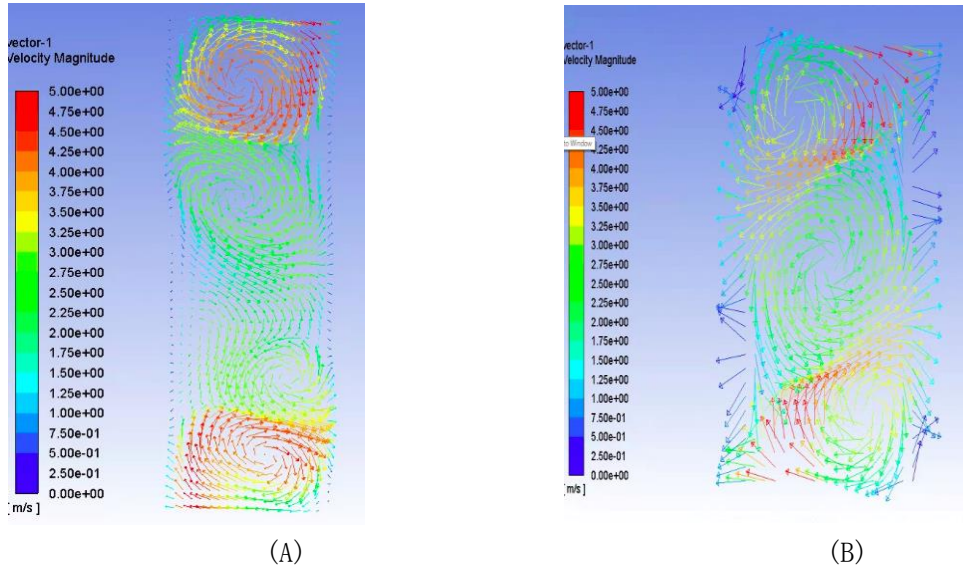 vector-1
Velocity Magnitude
5.00e+00
4.75e+00
4.50e+00
4.25e+00
4.00e+00
3.75e+00
3.50e+00
3.25e+00
3.00e+00
2.75e+00
2.50e+00
2.25e+00
2.00e+00
1.75e+00
1.50e+00
1.25e+00
1.00e+00
7.50e-01
5.00e-01
2.50e-01
0.00e+00
[ m/s ]
(A)
vector-1
Velocity Magnitude
5.00e+00
4.75e+00
4.50e+00
to Window
4.25e+00
4.00e+00
3.75e+00
3.50e+00
3.25e+00
3.00e+00
2.75e+00
2.50e+00
2.25e+00
2.00e+00
1.75e+00
1.50e+00
1.25e+00
1.00e+00
7.50e-01
5.00e-01
2.50e-01
0.00e+00
[ m/s ]
(B)